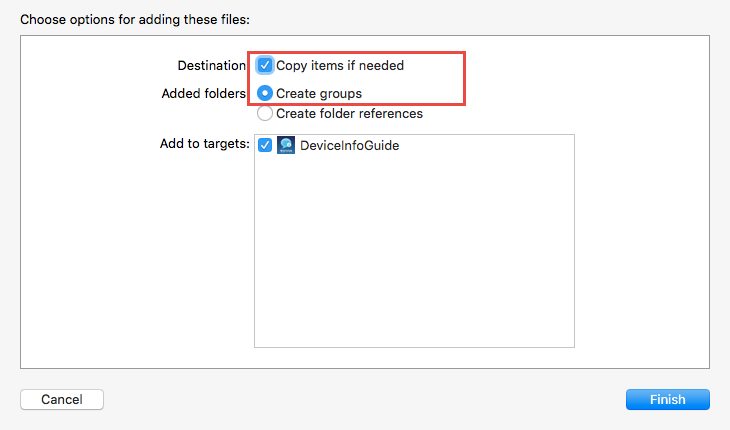 Choose options for adding these files:
Destination: Copy items if needed
Added folders: Create groups
Create folder references
Add to targets: DeviceInfoGuide
Cancel Finish